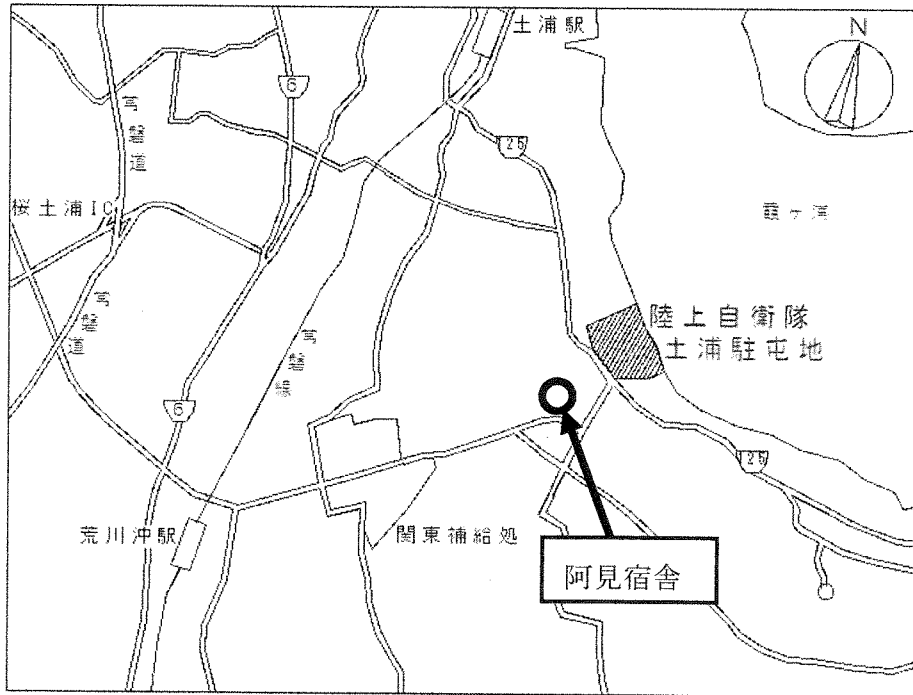 土浦駅
N
6
常磐道
125
桜土浦IC
霞ヶ浦
常磐道
陸上自衛隊
土浦駐屯地
常磐線
6
125
荒川沖駅
関東補給処
阿見宿舎